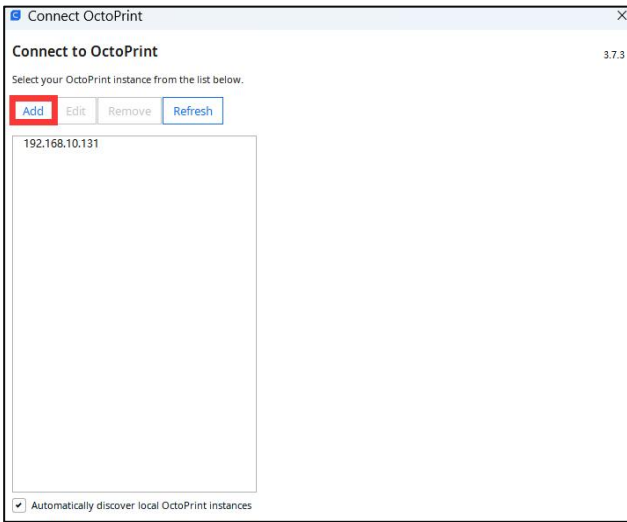 Connect OctoPrint
Connect to OctoPrint
3.7.3
Select your OctoPrint instance from the list below.
Add Edit Remove Refresh
192.168.10.131
Automatically discover local OctoPrint instances